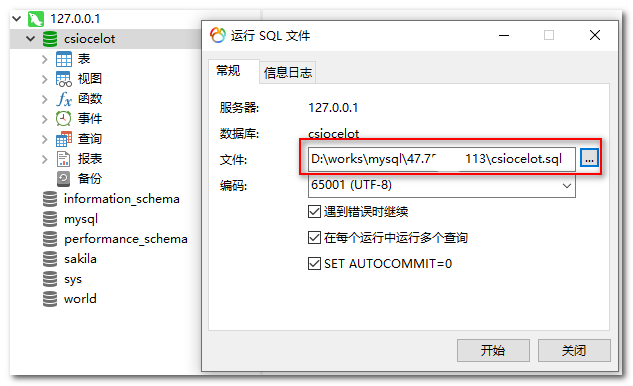 127.0.0.1
csiocelot
表
视图
函数
事件
查询
报表
备份
information_schema
mysql
performance_schema
sakila
sys
world
运行 SQL 文件
常规
信息日志
服务器:
127.0.0.1
数据库:
csiocelot
文件:
D:\works\mysql\47.7 113\csiocelot.sql
...
编码:
65001 (UTF-8)
遇到错误时继续
在每个运行中运行多个查询
SET AUTOCOMMIT=0
开始
关闭